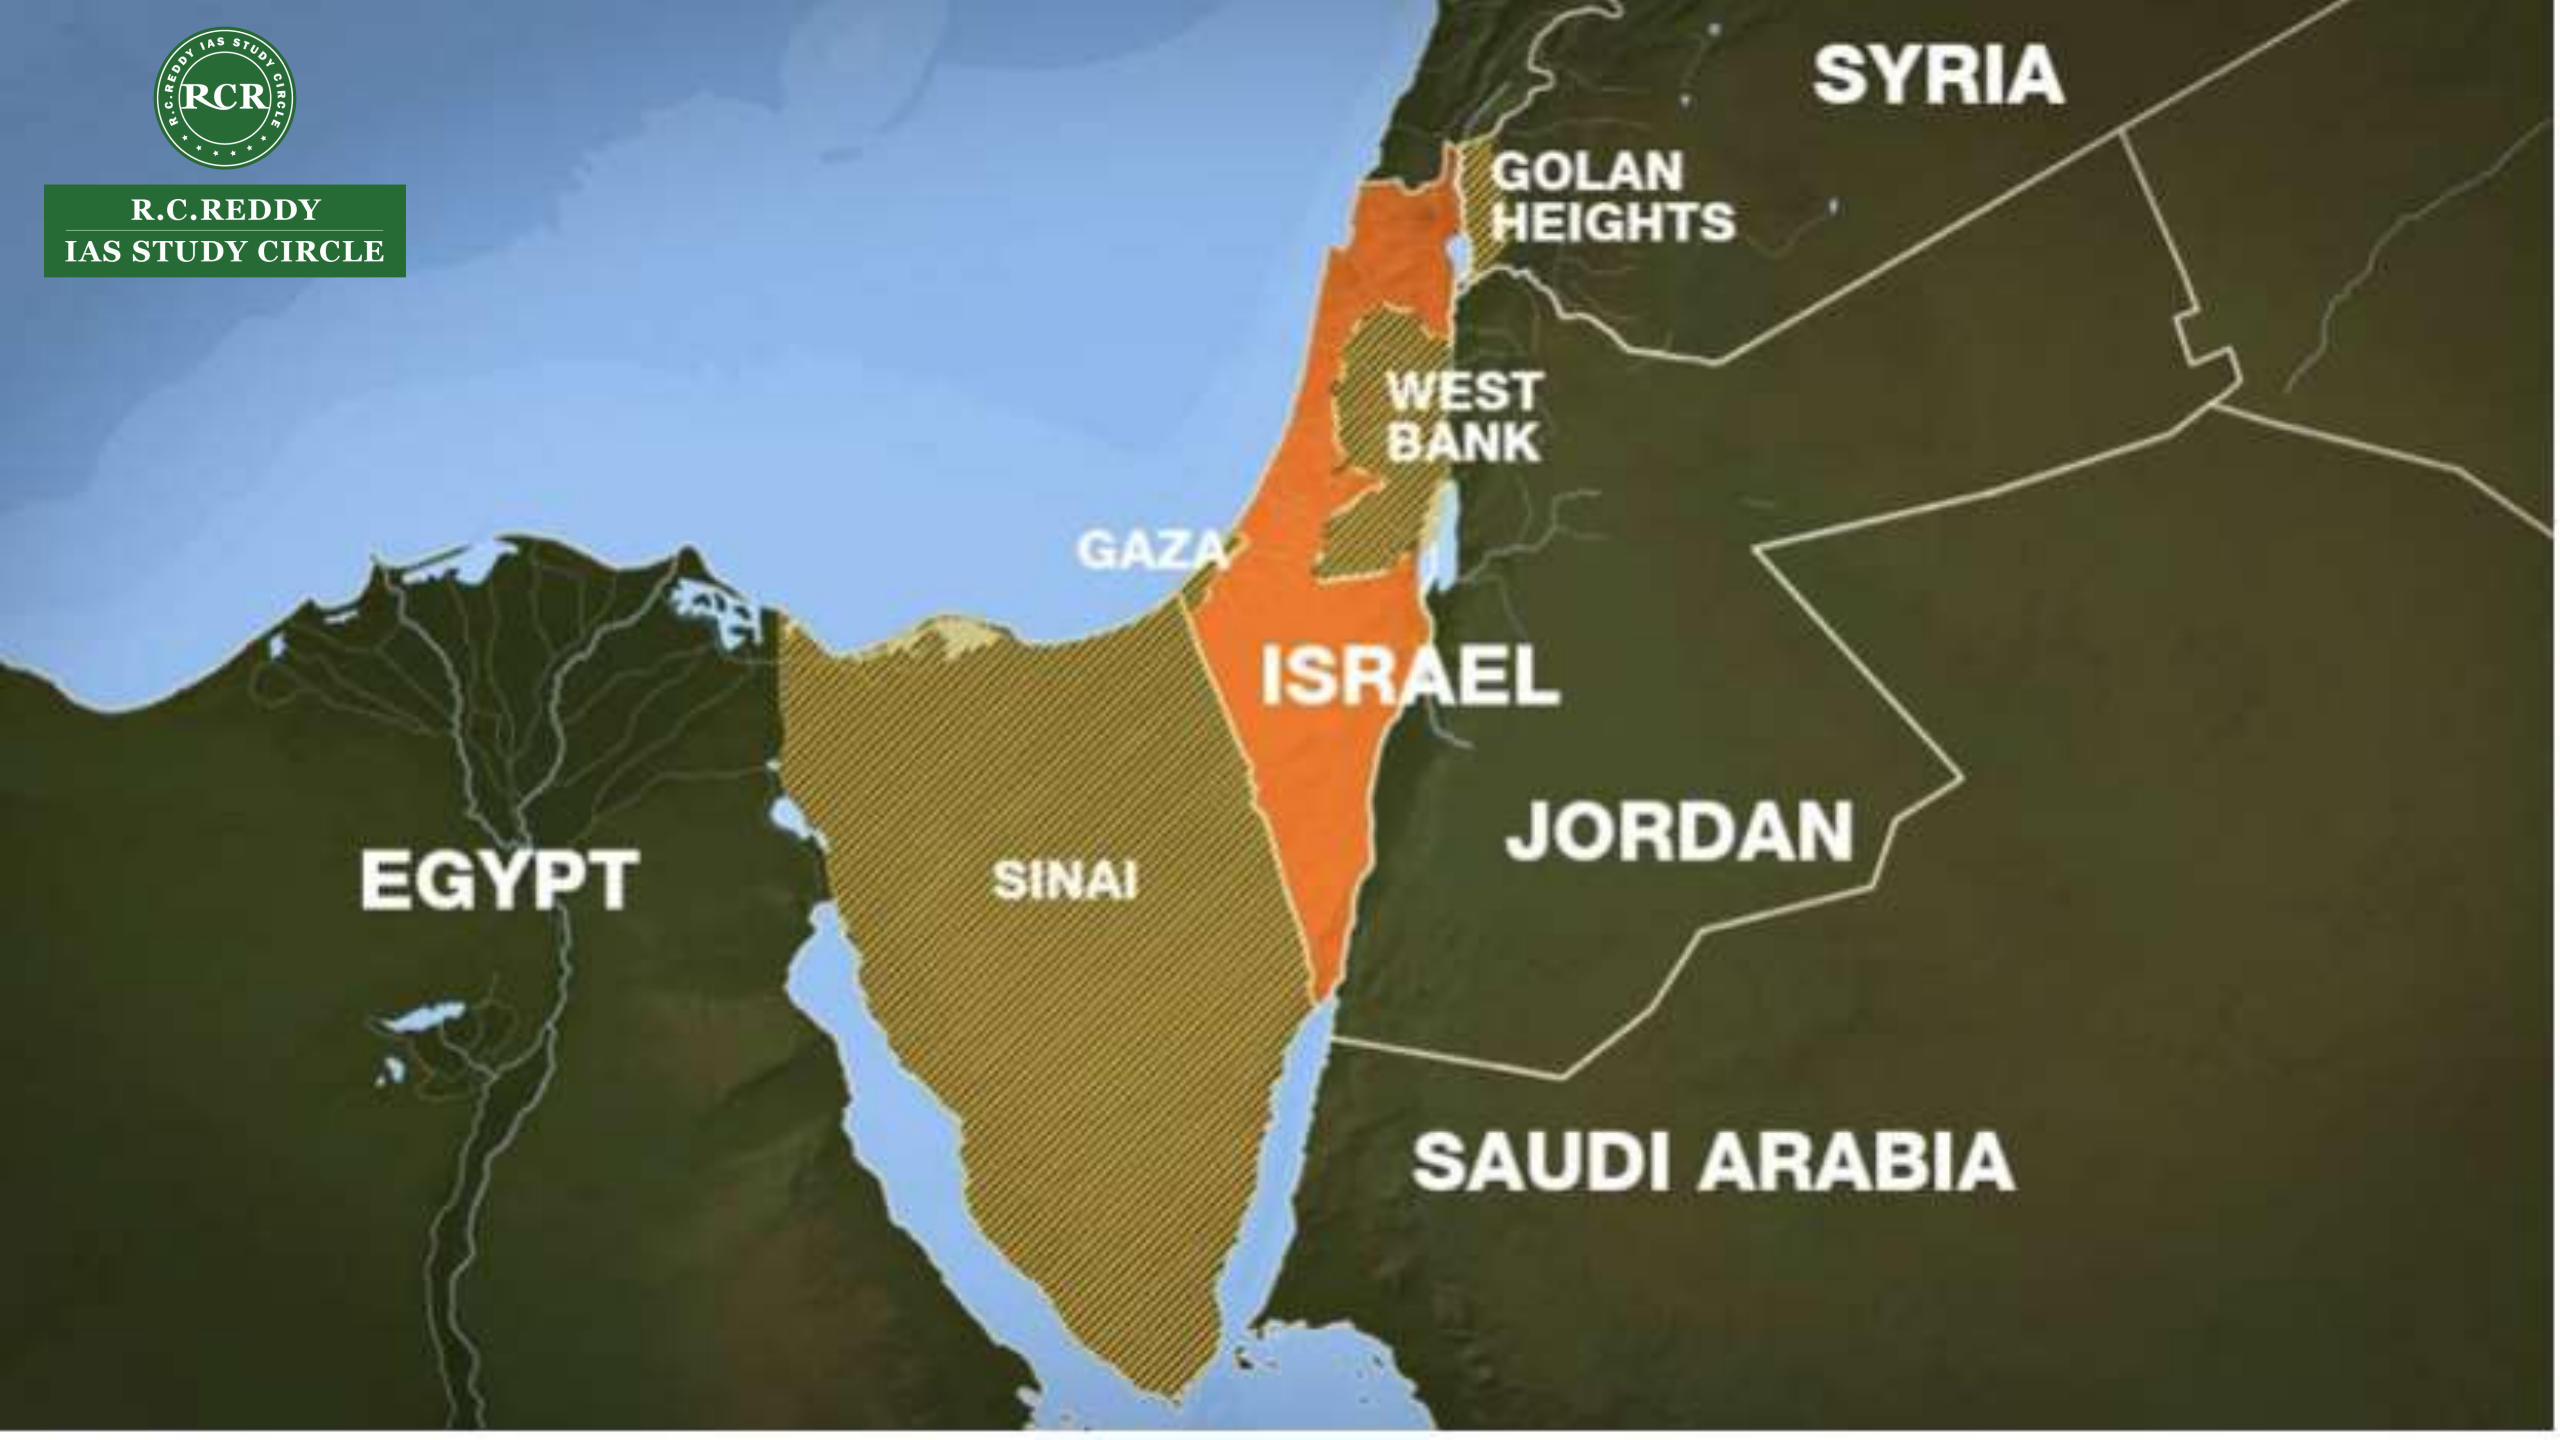 R.C.REDDY IAS STUDY CIRCLE
RCR
R.C.REDDY
IAS STUDY CIRCLE
SYRIA
GOLAN
HEIGHTS
WEST
BANK
GAZA
ISRAEL
JORDAN
EGYPT
SINAI
SAUDI ARABIA